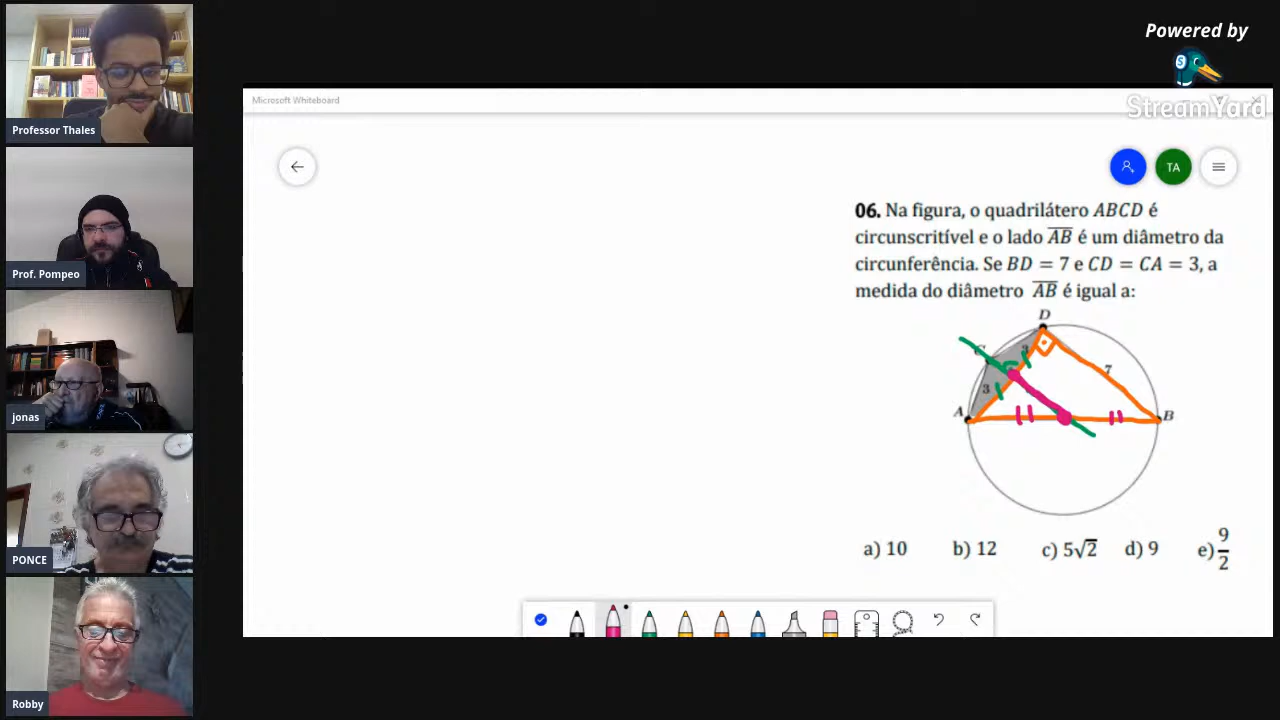 Powered by
StreamYard
Professor Thales
Prof. Pompeo
jonas
PONCE
Robby
Microsoft Whiteboard
TA
06. Na figura, o quadrilátero ABCD é
circunscritível e o lado A̅B̅ é um diâmetro da
circunferência. Se BD = 7 e CD = CA = 3, a
medida do diâmetro A̅B̅ é igual a:
D
C
3
7
3
A
B
a) 10 b) 12 c) 5√2 d) 9 e) 9/2